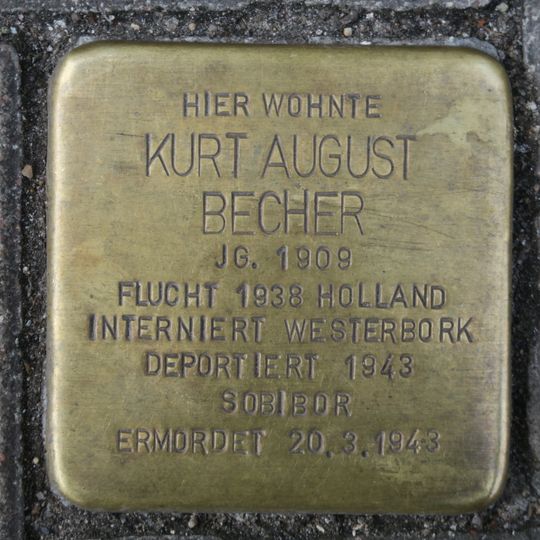 HIER WOHNTE
KURT AUGUST
BECHER
JG. 1909
FLUCHT 1938 HOLLAND
INTERNIERT WESTERBORK
DEPORTIERT 1943
SOBIBOR
ERMORDET 20.3.1943